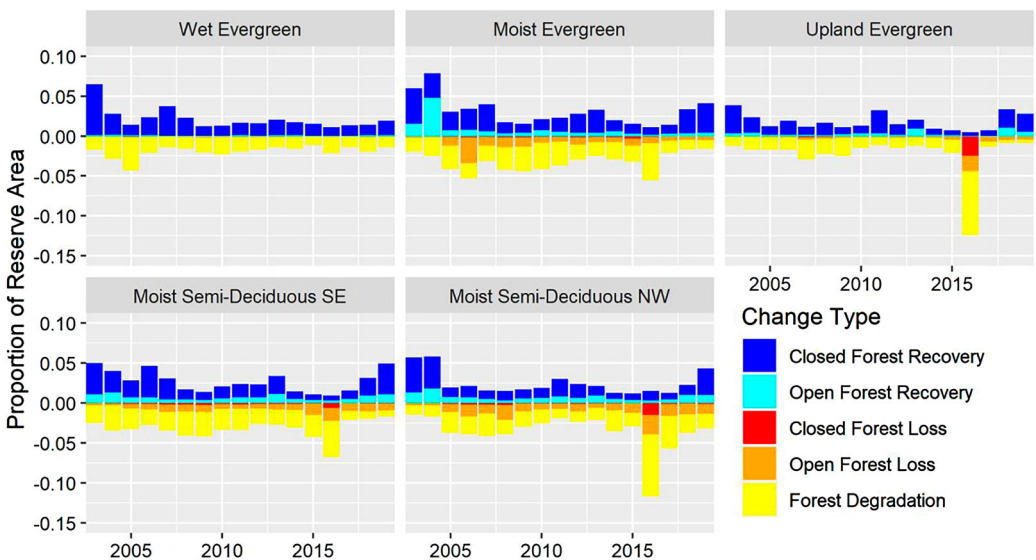 Wet Evergreen
Moist Evergreen
Upland Evergreen
Proportion of Reserve Area
0.10
0.05
0.00
-0.05
-0.10
-0.15
2005 2010 2015
Moist Semi-Deciduous SE
Moist Semi-Deciduous NW
0.10
0.05
0.00
-0.05
-0.10
-0.15
2005 2010 2015
2005 2010 2015
Change Type
Closed Forest Recovery
Open Forest Recovery
Closed Forest Loss
Open Forest Loss
Forest Degradation